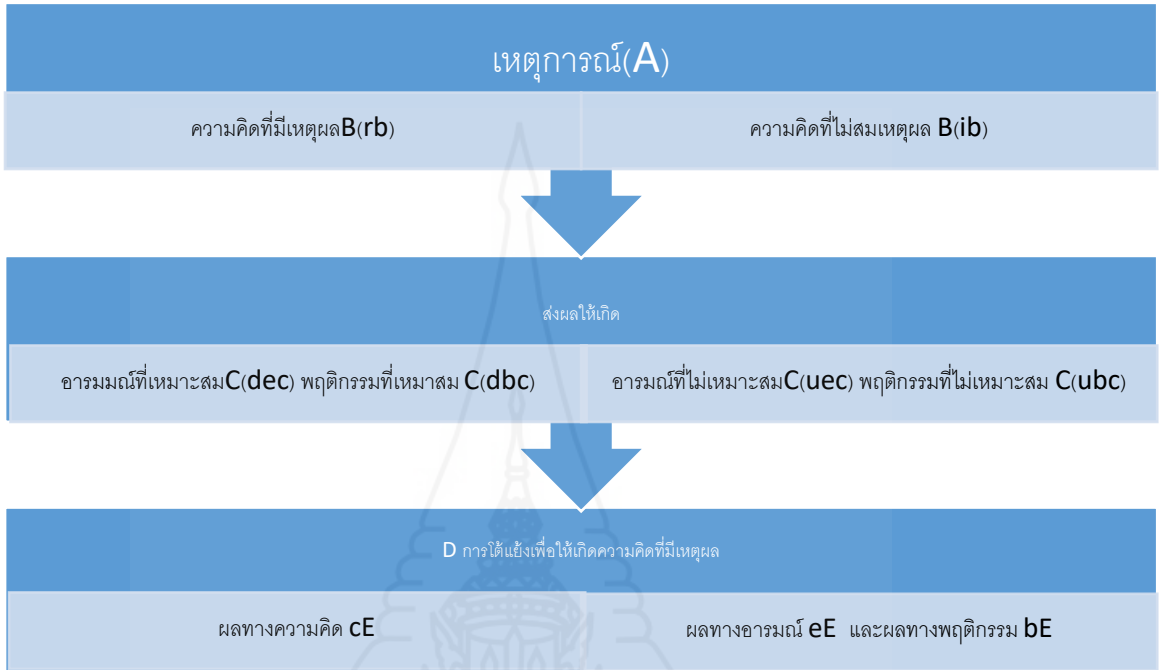 เหตุการณ์(A)
ความคิดที่มีเหตุผลB(rb)
ความคิดที่ไม่สมเหตุผล B(ib)
ส่งผลให้เกิด
อารมมณ์ที่เหมาะสมC(dec) พฤติกรรมที่เหมาสม C(dbc)
อารมณ์ที่ไม่เหมาะสมC(uec) พฤติกรรมที่ไม่เหมาะสม C(ubc)
D การโต้แย้งเพื่อให้เกิดความคิดที่มีเหตุผล
ผลทางความคิด cE
ผลทางอารมณ์ eE และผลทางพฤติกรรม bE